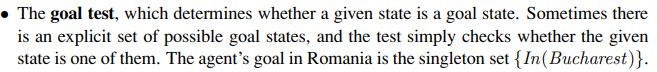 • The goal test, which determines whether a given state is a goal state. Sometimes there
is an explicit set of possible goal states, and the test simply checks whether the given
state is one of them. The agent's goal in Romania is the singleton set {In(Bucharest)}.